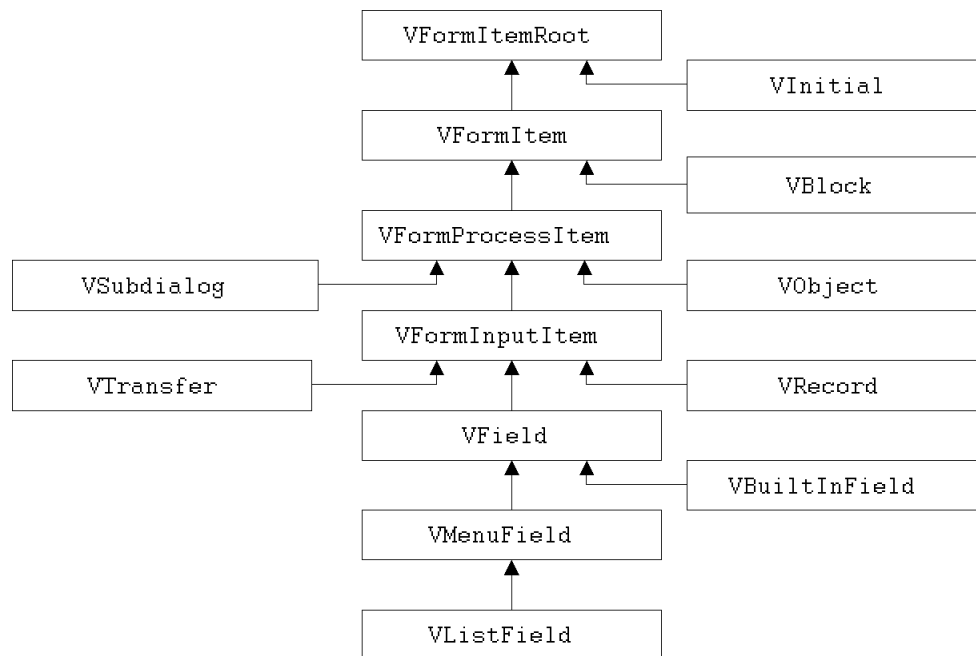 VFormItemRoot
VInitial
VFormItem
VBlock
VFormProcessItem
VSubdialog
VObject
VFormInputItem
VTransfer
VRecord
VField
VBuiltInField
VMenuField
VListField